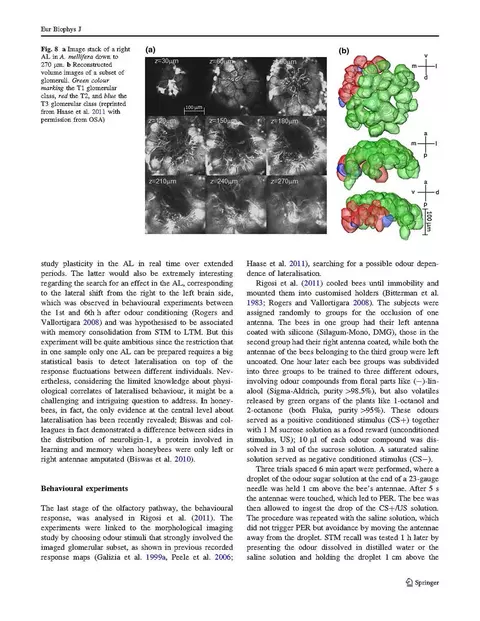 Eur Biophys J
Fig. 8 a Image stack of a right
AL in A. mellifera down to
270 μm. b Reconstructed
volume images of a subset of
glomeruli. Green colour
marking the T1 glomerular
class, red the T2, and blue the
T3 glomerular class (reprinted
from Haase et al. 2011 with
permission from OSA)
(a)
z=30μm
z=60μm
z=90μm
100 μm
z=120μm
z=150μm
z=180μm
z=210μm
z=240μm
z=270μm
(b)
v
m
l
d
a
m
l
p
a
v
d
p
100 μm
study plasticity in the AL in real time over extended
periods. The latter would also be extremely interesting
regarding the search for an effect in the AL, corresponding
to the lateral shift from the right to the left brain side,
which was observed in behavioural experiments between
the 1st and 6th h after odour conditioning (Rogers and
Vallortigara 2008) and was hypothesised to be associated
with memory consolidation from STM to LTM. But this
experiment will be quite ambitious since the restriction that
in one sample only one AL can be prepared requires a big
statistical basis to detect lateralisation on top of the
response fluctuations between different individuals. Nev-
ertheless, considering the limited knowledge about physi-
ological correlates of lateralised behaviour, it might be a
challenging and intriguing question to address. In honey-
bees, in fact, the only evidence at the central level about
lateralisation has been recently revealed; Biswas and col-
leagues in fact demonstrated a difference between sides in
the distribution of neuroligin-1, a protein involved in
learning and memory when honeybees were only left or
right antennae amputated (Biswas et al. 2010).
Behavioural experiments
The last stage of the olfactory pathway, the behavioural
response, was analysed in Rigosi et al. (2011). The
experiments were linked to the morphological imaging
study by choosing odour stimuli that strongly involved the
imaged glomerular subset, as shown in previous recorded
response maps (Galizia et al. 1999a, Peele et al. 2006;
Haase et al. 2011), searching for a possible odour depen-
dence of lateralisation.
Rigosi et al. (2011) cooled bees until immobility and
mounted them into customised holders (Bitterman et al.
1983; Rogers and Vallortigara 2008). The subjects were
assigned randomly to groups for the occlusion of one
antenna. The bees in one group had their left antenna
coated with silicone (Silagum-Mono, DMG), those in the
second group had their right antenna coated, while both the
antennae of the bees belonging to the third group were left
uncoated. One hour later each bee groups was subdivided
into three groups to be trained to three different odours,
involving odour compounds from floral parts like (−)-lin-
alool (Sigma-Aldrich, purity >98.5%), but also volatiles
released by green organs of the plants like 1-octanol and
2-octanone (both Fluka, purity >95%). These odours
served as a positive conditioned stimulus (CS+) together
with 1 M sucrose solution as a food reward (unconditioned
stimulus, US); 10 μl of each odour compound was dis-
solved in 3 ml of the sucrose solution. A saturated saline
solution served as negative conditioned stimulus (CS−).
Three trials spaced 6 min apart were performed, where a
droplet of the odour sugar solution at the end of a 23-gauge
needle was held 1 cm above the bee's antennae. After 5 s
the antennae were touched, which led to PER. The bee was
then allowed to ingest the drop of the CS+/US solution.
The procedure was repeated with the saline solution, which
did not trigger PER but avoidance by moving the antennae
away from the droplet. STM recall was tested 1 h later by
presenting the odour dissolved in distilled water or the
saline solution and holding the droplet 1 cm above the
Springer